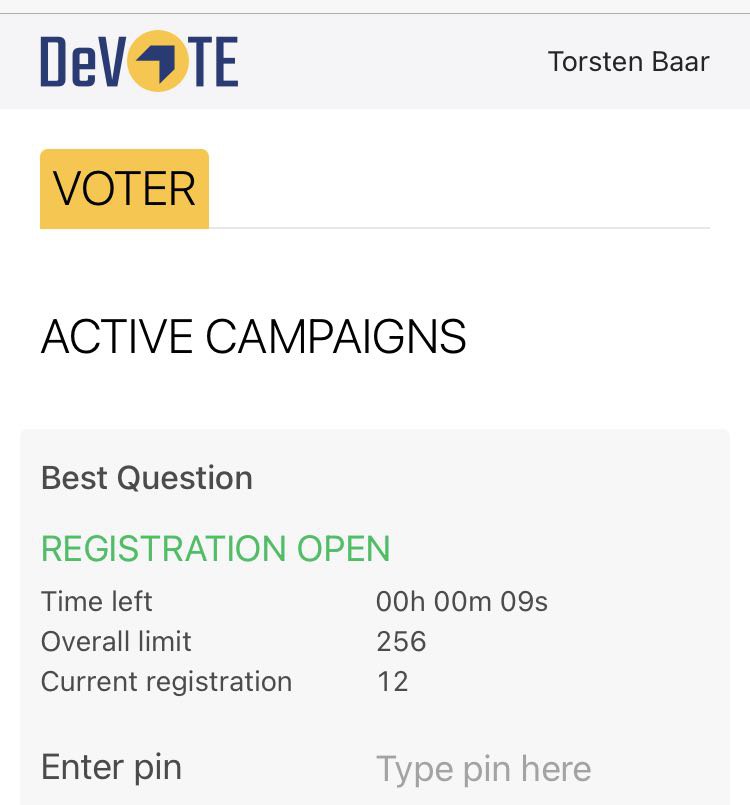 DeVOTE
Torsten Baar
VOTER
ACTIVE CAMPAIGNS
Best Question
REGISTRATION OPEN
Time left 00h 00m 09s
Overall limit 256
Current registration 12
Enter pin Type pin here